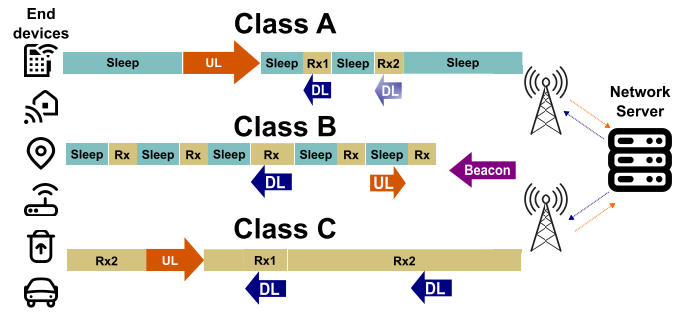 End
devices
Class A
Sleep UL Sleep Rx1 Sleep Rx2 Sleep
DL DL
Network
Server
Class B
Sleep Rx Sleep Rx Sleep Rx Sleep Rx Sleep Rx
DL UL Beacon
Class C
Rx2 UL Rx1 Rx2
DL DL